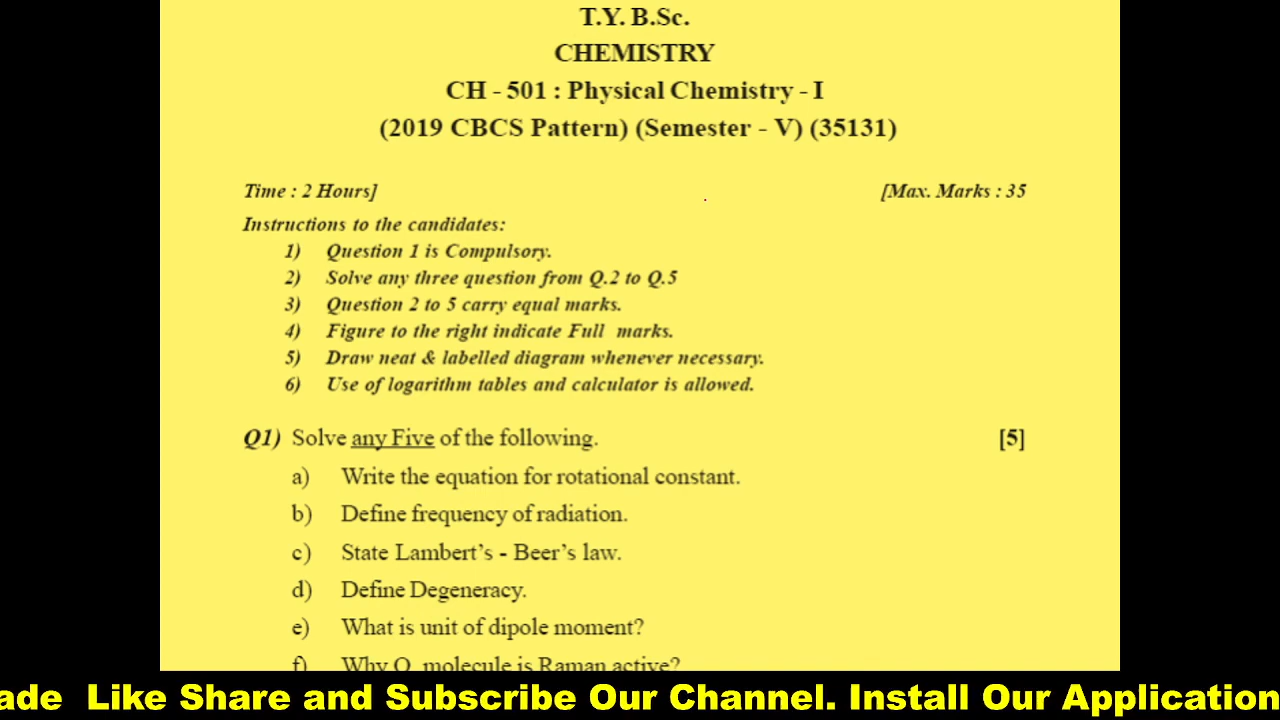 T.Y. B.Sc.
CHEMISTRY
CH - 501 : Physical Chemistry - I
(2019 CBCS Pattern) (Semester - V) (35131)
Time : 2 Hours] [Max. Marks : 35
Instructions to the candidates:
1) Question 1 is Compulsory.
2) Solve any three question from Q.2 to Q.5
3) Question 2 to 5 carry equal marks.
4) Figure to the right indicate Full marks.
5) Draw neat & labelled diagram whenever necessary.
6) Use of logarithm tables and calculator is allowed.
Q1) Solve any Five of the following. [5]
a) Write the equation for rotational constant.
b) Define frequency of radiation.
c) State Lambert's - Beer's law.
d) Define Degeneracy.
e) What is unit of dipole moment?
f) Why O molecule is Raman active?
ade Like Share and Subscribe Our Channel. Install Our Application